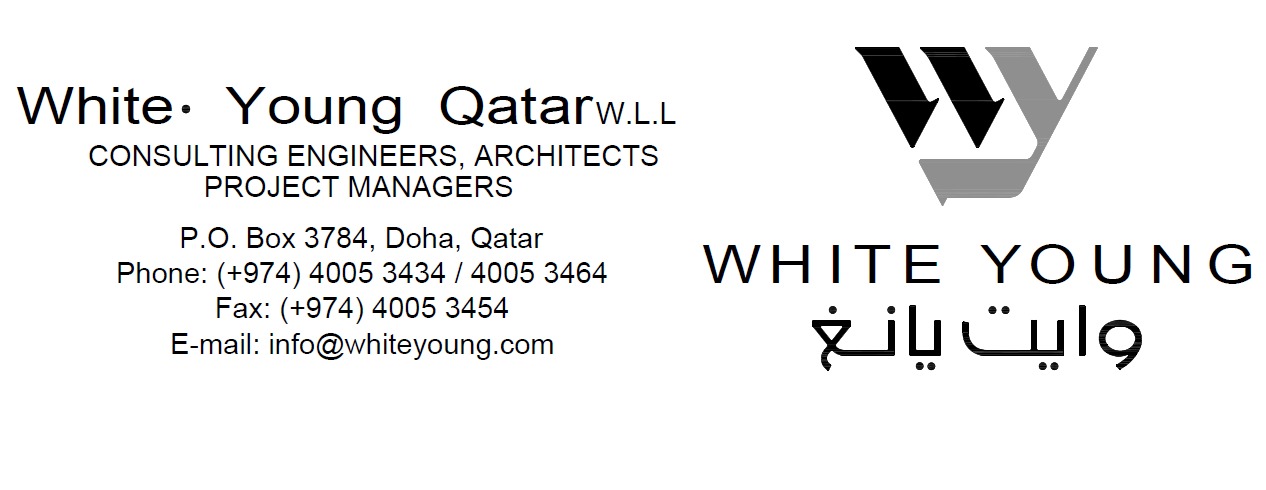 White· Young Qatar W.L.L
CONSULTING ENGINEERS, ARCHITECTS
PROJECT MANAGERS
P.O. Box 3784, Doha, Qatar
Phone: (+974) 4005 3434 / 4005 3464
Fax: (+974) 4005 3454
E-mail: info@whiteyoung.com
WY
WHITE YOUNG
وايت يانغ